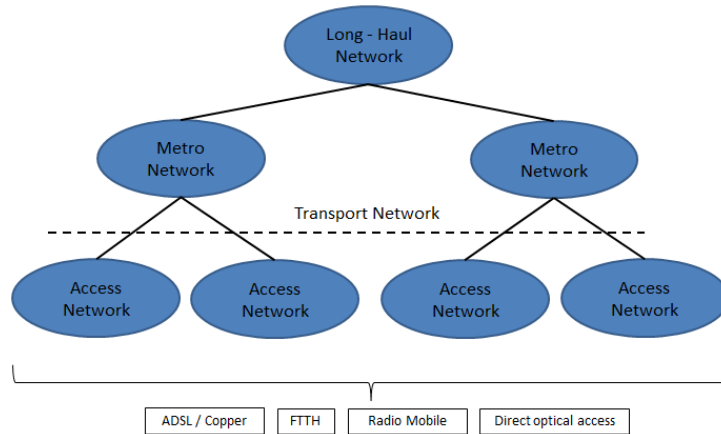 Long - Haul
Network
Metro
Network
Metro
Network
Transport Network
Access
Network
Access
Network
Access
Network
Access
Network
ADSL / Copper
FTTH
Radio Mobile
Direct optical access